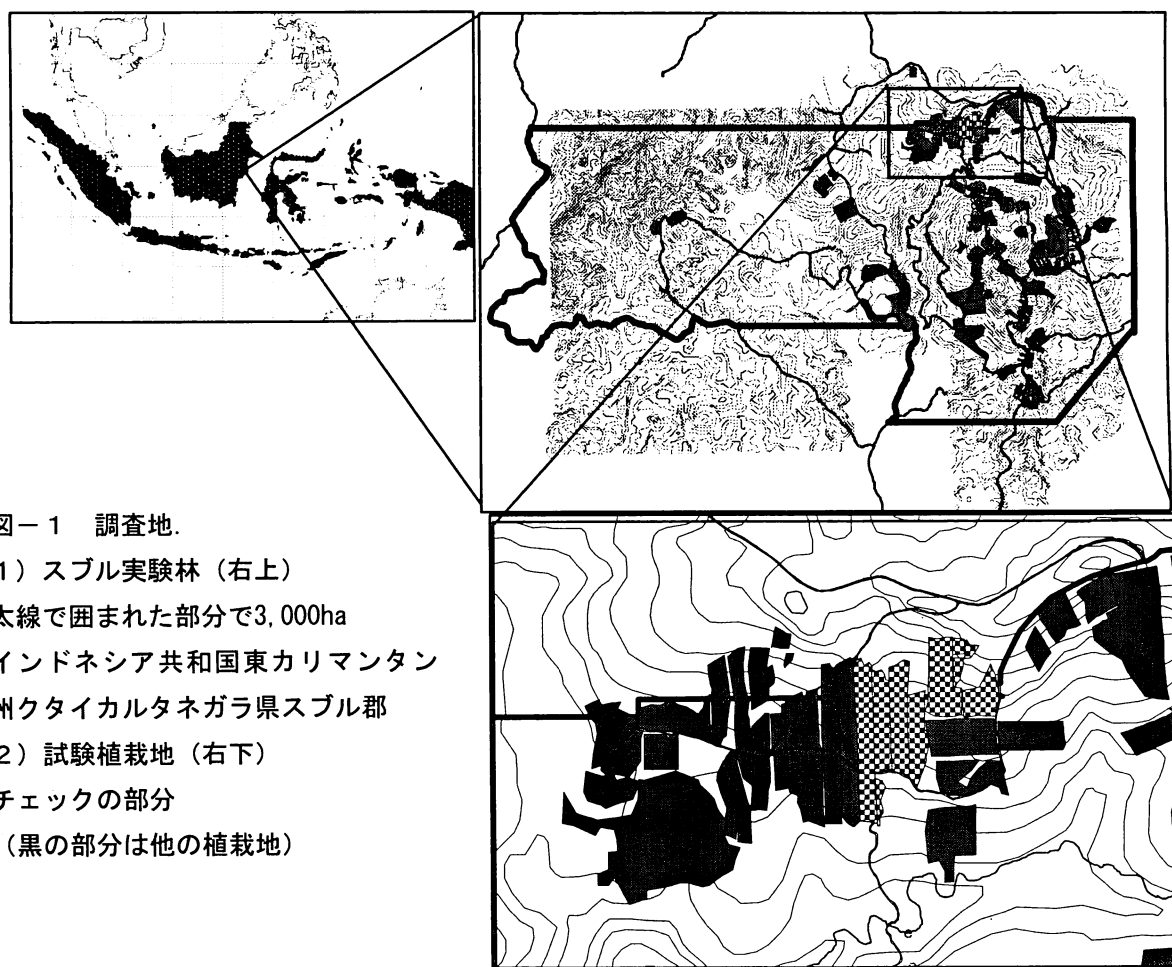 図－1　調査地.
1）スブル実験林（右上）
太線で囲まれた部分で3,000ha
インドネシア共和国東カリマンタン
州クタイカルタネガラ県スブル郡
2）試験植栽地（右下）
チェックの部分
（黒の部分は他の植栽地）